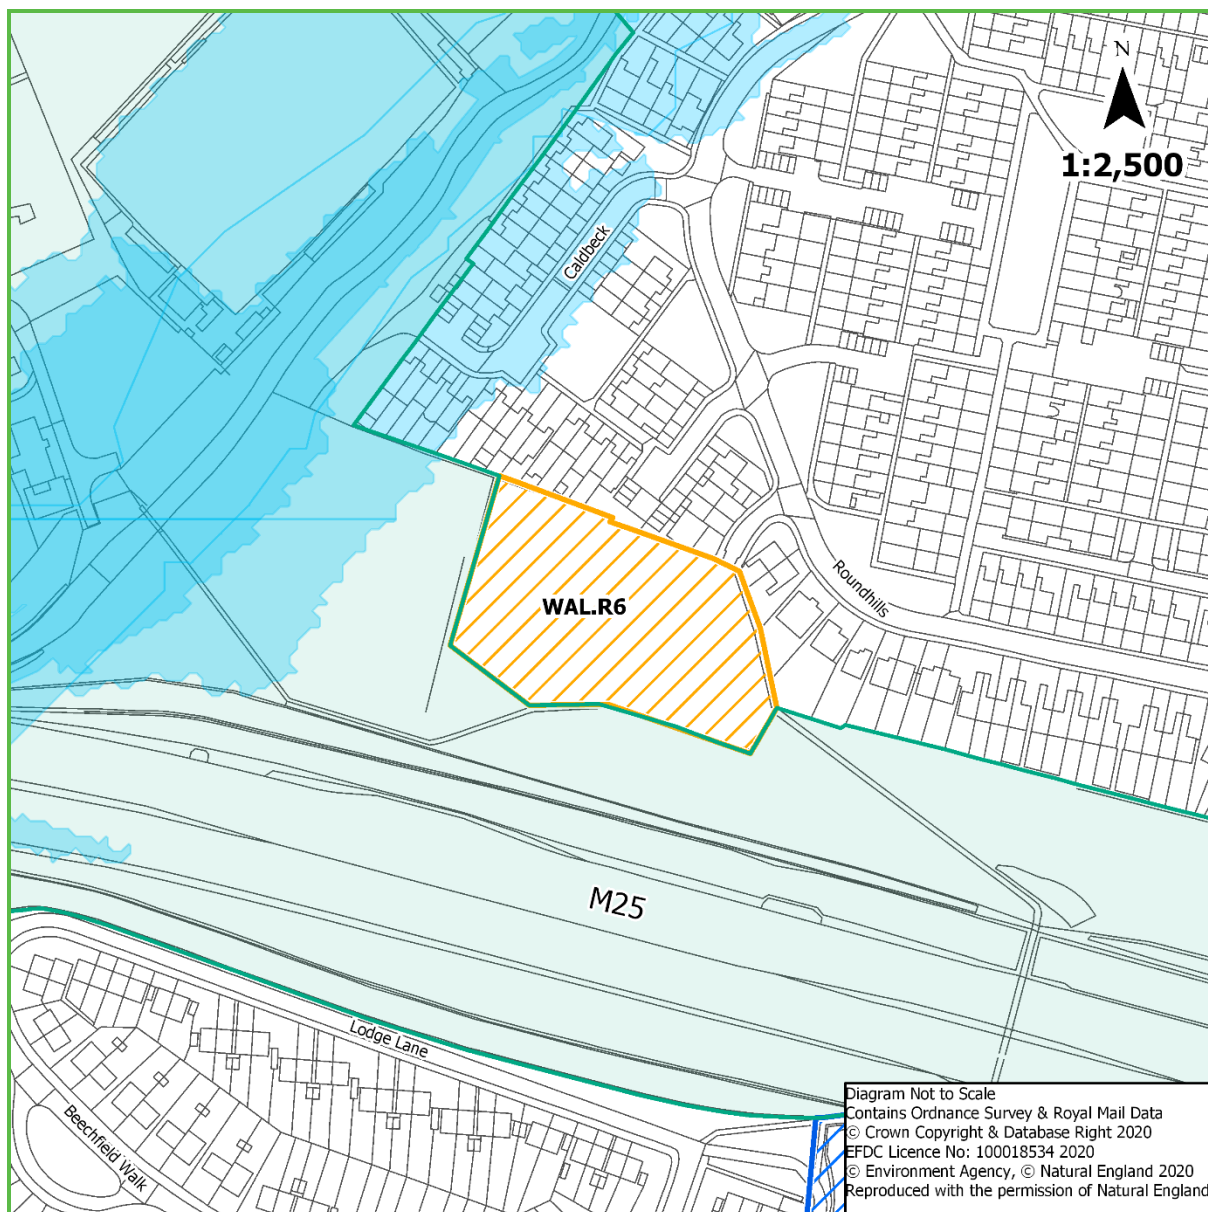 N
1:2,500
Caldbeck
Roundhills
WAL.R6
M25
Lodge Lane
Beechfield Walk
Diagram Not to Scale
Contains Ordnance Survey & Royal Mail Data
© Crown Copyright & Database Right 2020
EFDC Licence No: 100018534 2020
© Environment Agency, © Natural England 2020
Reproduced with the permission of Natural England